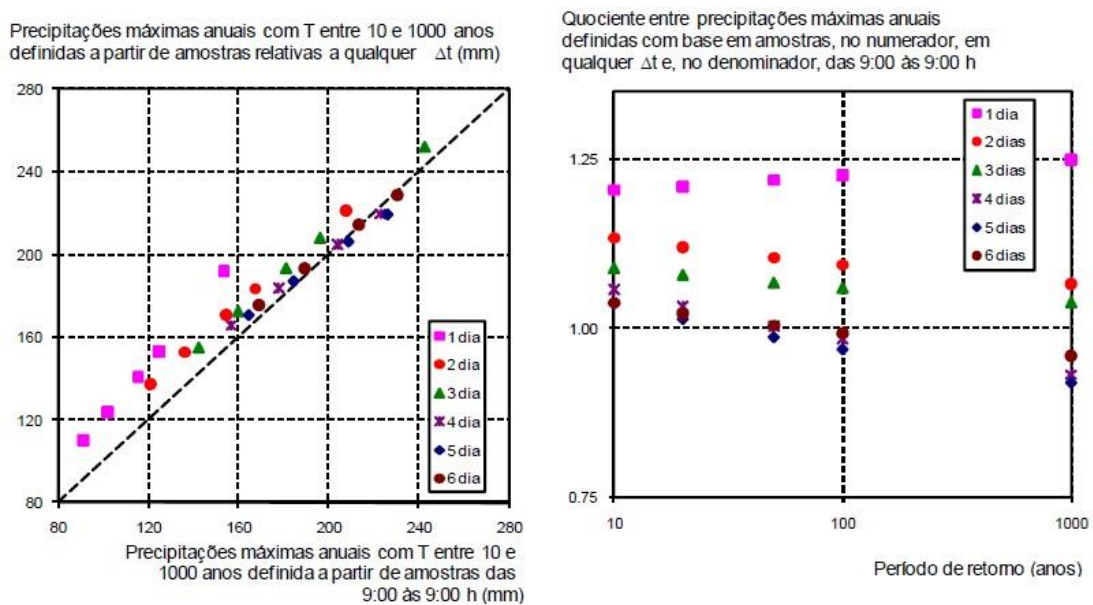 Precipitações máximas anuais com T entre 10 e 1000 anos
definidas a partir de amostras relativas a qualquer Δt (mm)
280
240
200
160
120
80
80 120 160 200 240 280
1 dia
2 dia
3 dia
4 dia
5 dia
6 dia
Precipitações máximas anuais com T entre 10 e
1000 anos definida a partir de amostras das
9:00 às 9:00 h (mm)
Quociente entre precipitações máximas anuais
definidas com base em amostras, no numerador, em
qualquer Δt e, no denominador, das 9:00 às 9:00 h
1.25
1.00
0.75
10 100 1000
1 dia
2 dias
3 dias
4 dias
5 dias
6 dias
Período de retorno (anos)